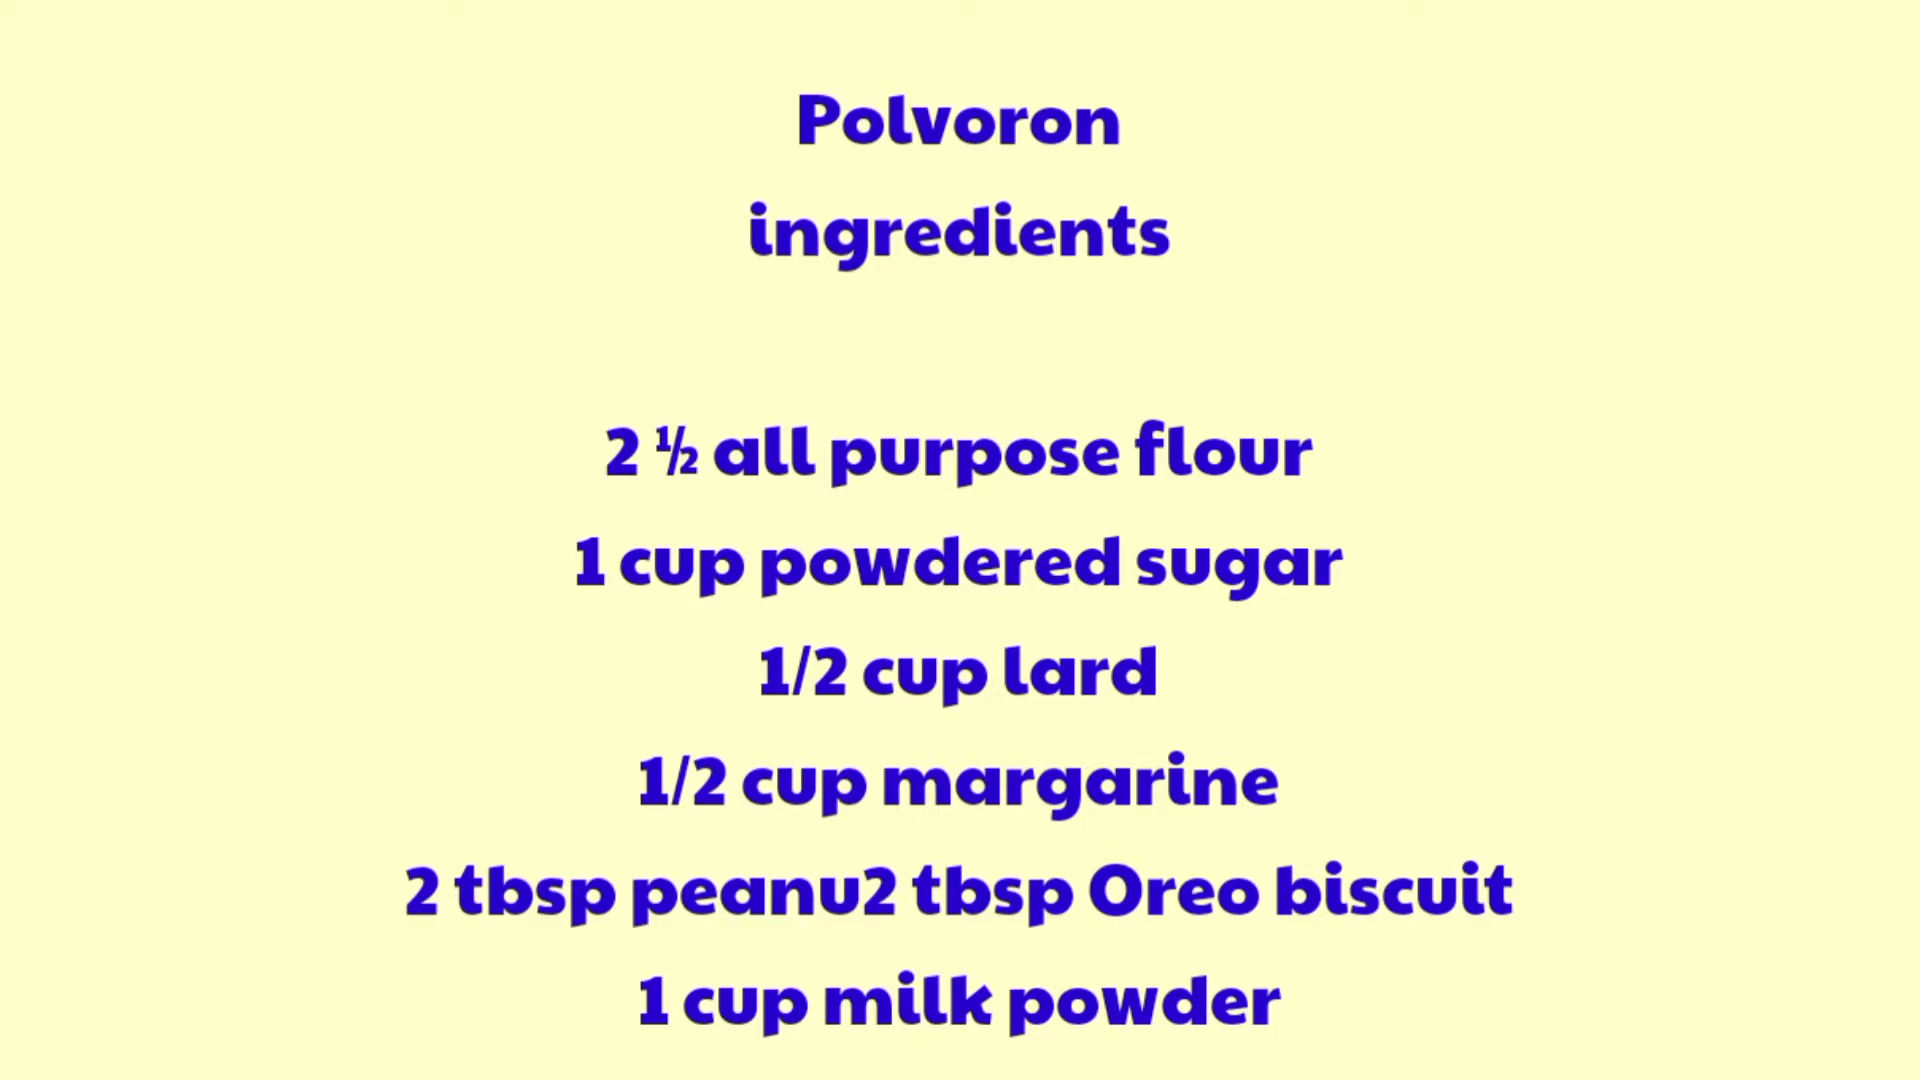 Polvoron
ingredients
2 ½ all purpose flour
1 cup powdered sugar
1/2 cup lard
1/2 cup margarine
2 tbsp peanu2 tbsp Oreo biscuit
1 cup milk powder